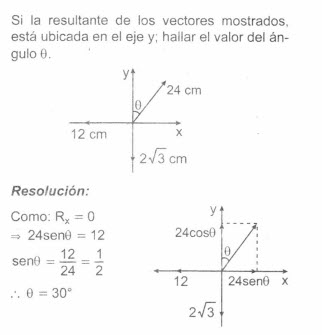 Si la resultante de los vectores mostrados,
está ubicada en el eje y; hallar el valor del án-
gulo θ.
y
24 cm
θ
12 cm
x
2√3 cm
Resolución:
Como: Rₓ = 0
⇒ 24senθ = 12
senθ = 12/24 = 1/2
∴ θ = 30°
y
24cosθ
θ
12
24senθ
x
2√3